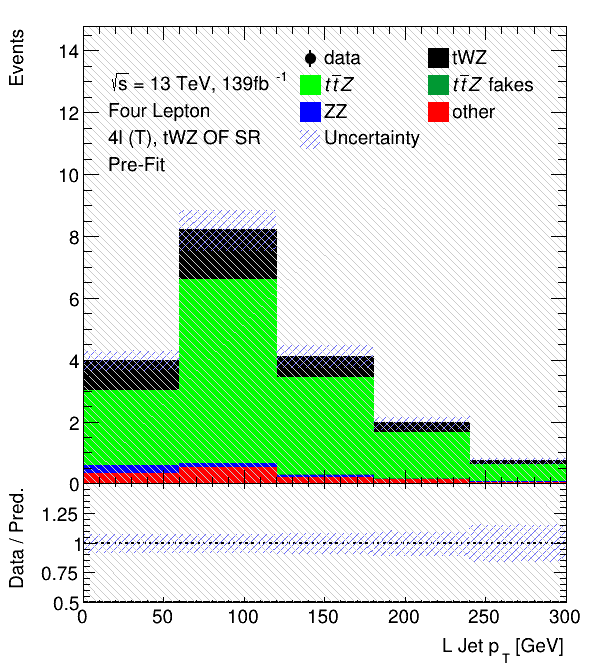 Events
14
12
10
8
6
4
2
0
√s = 13 TeV, 139fb⁻¹
Four Lepton
4l (T), tWZ OF SR
Pre-Fit
data
tWZ
tt̄Z
tt̄Z fakes
ZZ
other
Uncertainty
Data / Pred.
1.25
1
0.75
0.5
0 50 100 150 200 250 300
L Jet p_T [GeV]